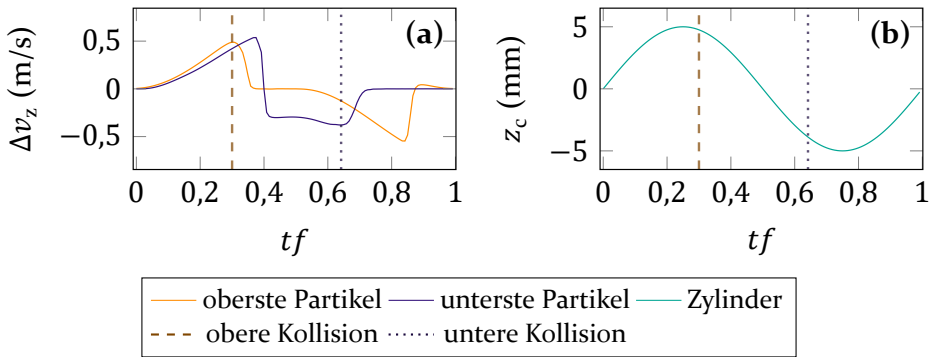 (a)
0,5
0
−0,5
Δv_z (m/s)
0 0,2 0,4 0,6 0,8 1
tf
(b)
5
0
−5
z_c (mm)
0 0,2 0,4 0,6 0,8 1
tf
oberste Partikel unterste Partikel Zylinder
obere Kollision untere Kollision